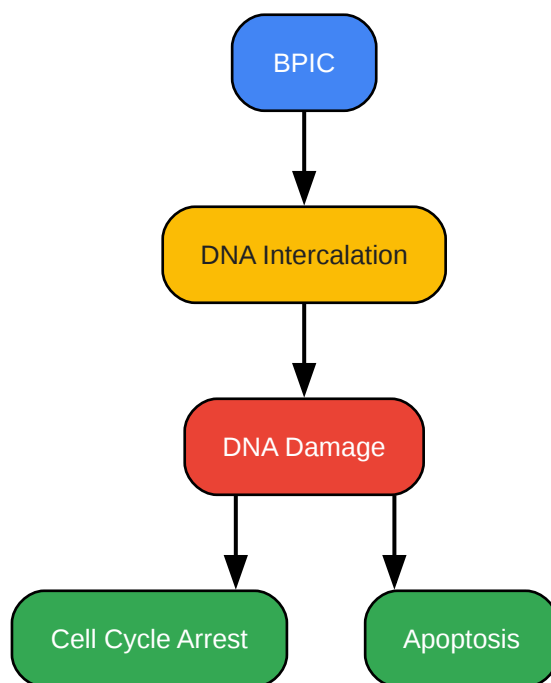 BPIC
DNA Intercalation
DNA Damage
Cell Cycle Arrest
Apoptosis